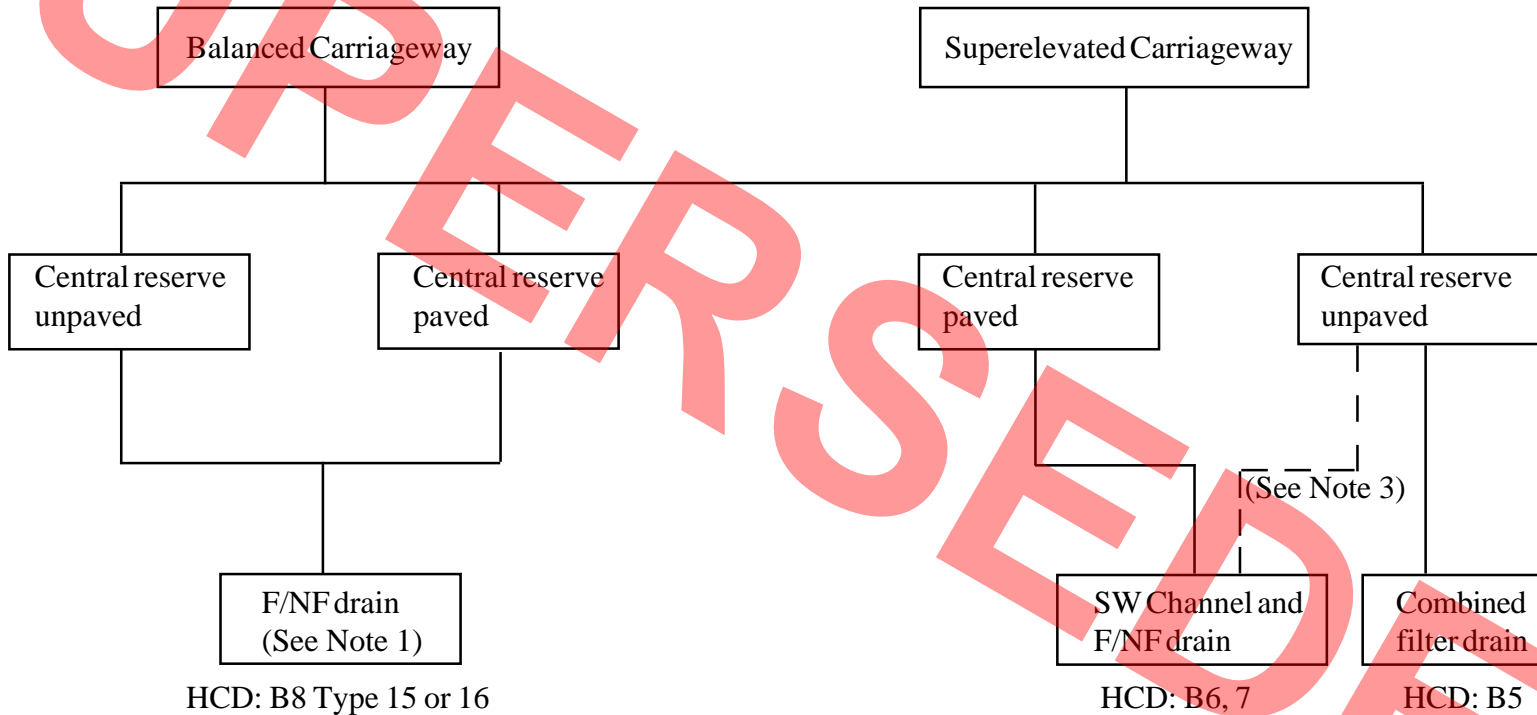 Balanced Carriageway
Superelevated Carriageway
Central reserve
unpaved
Central reserve
paved
Central reserve
paved
Central reserve
unpaved
(See Note 3)
F/NF drain
(See Note 1)
SW Channel and
F/NF drain
Combined
filter drain
HCD: B8 Type 15 or 16
HCD: B6, 7
HCD: B5
UPERSEDE